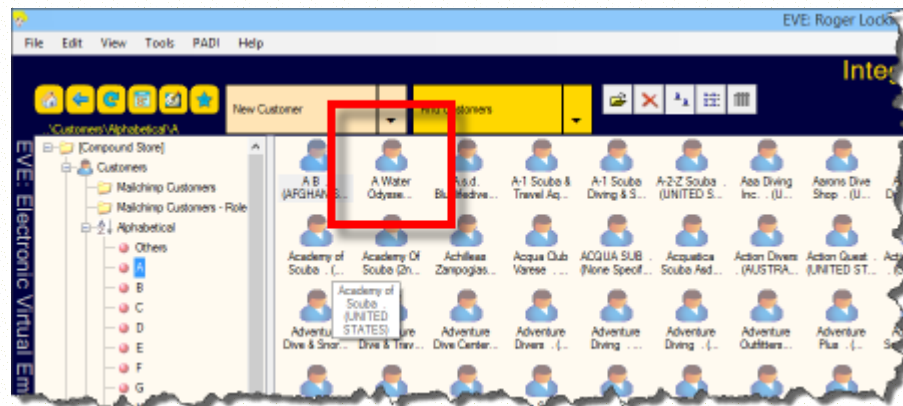 EVE: Roger Lock
File Edit View Tools PADI Help
Integ
New Customer
Find Customers
..\Customers\Alphabetical\A
[Compound Store]
Customers
Mailchimp Customers
Mailchimp Customers - Role
Alphabetical
Others
A
B
C
D
E
F
G
EVE: Electronic Virtual Em
A B
(AFGHANIS...
A Water
Odysse...
A.s.d.
A-1 Scuba &
Travel Aq...
A-1 Scuba
Diving & S...
A-2-Z Scuba .
(UNITED S...
Aaa Diving
Inc. . (U...
Aarons Dive
Shop . (U...
Academy of
Scuba . (...
Academy Of
Scuba (2n...
Achilleas
Zampogias...
Acqua Club
Varese . ...
ACQUA SUB .
(None Specif...
Acquatica
Scuba Asd...
Action Divers
. (AUSTRA...
Action Quest .
(UNITED ST...
Academy of
Scuba .
(UNITED
STATES)
Adventu
Dive & Snor...
ure
Dive & Trav...
Adventure
Dive Center...
Adventure
Divers . (...
Adventure
Diving . ...
Adventure
Diving . (...
Adventure
Outfitters...
Adventure
Plus . (...